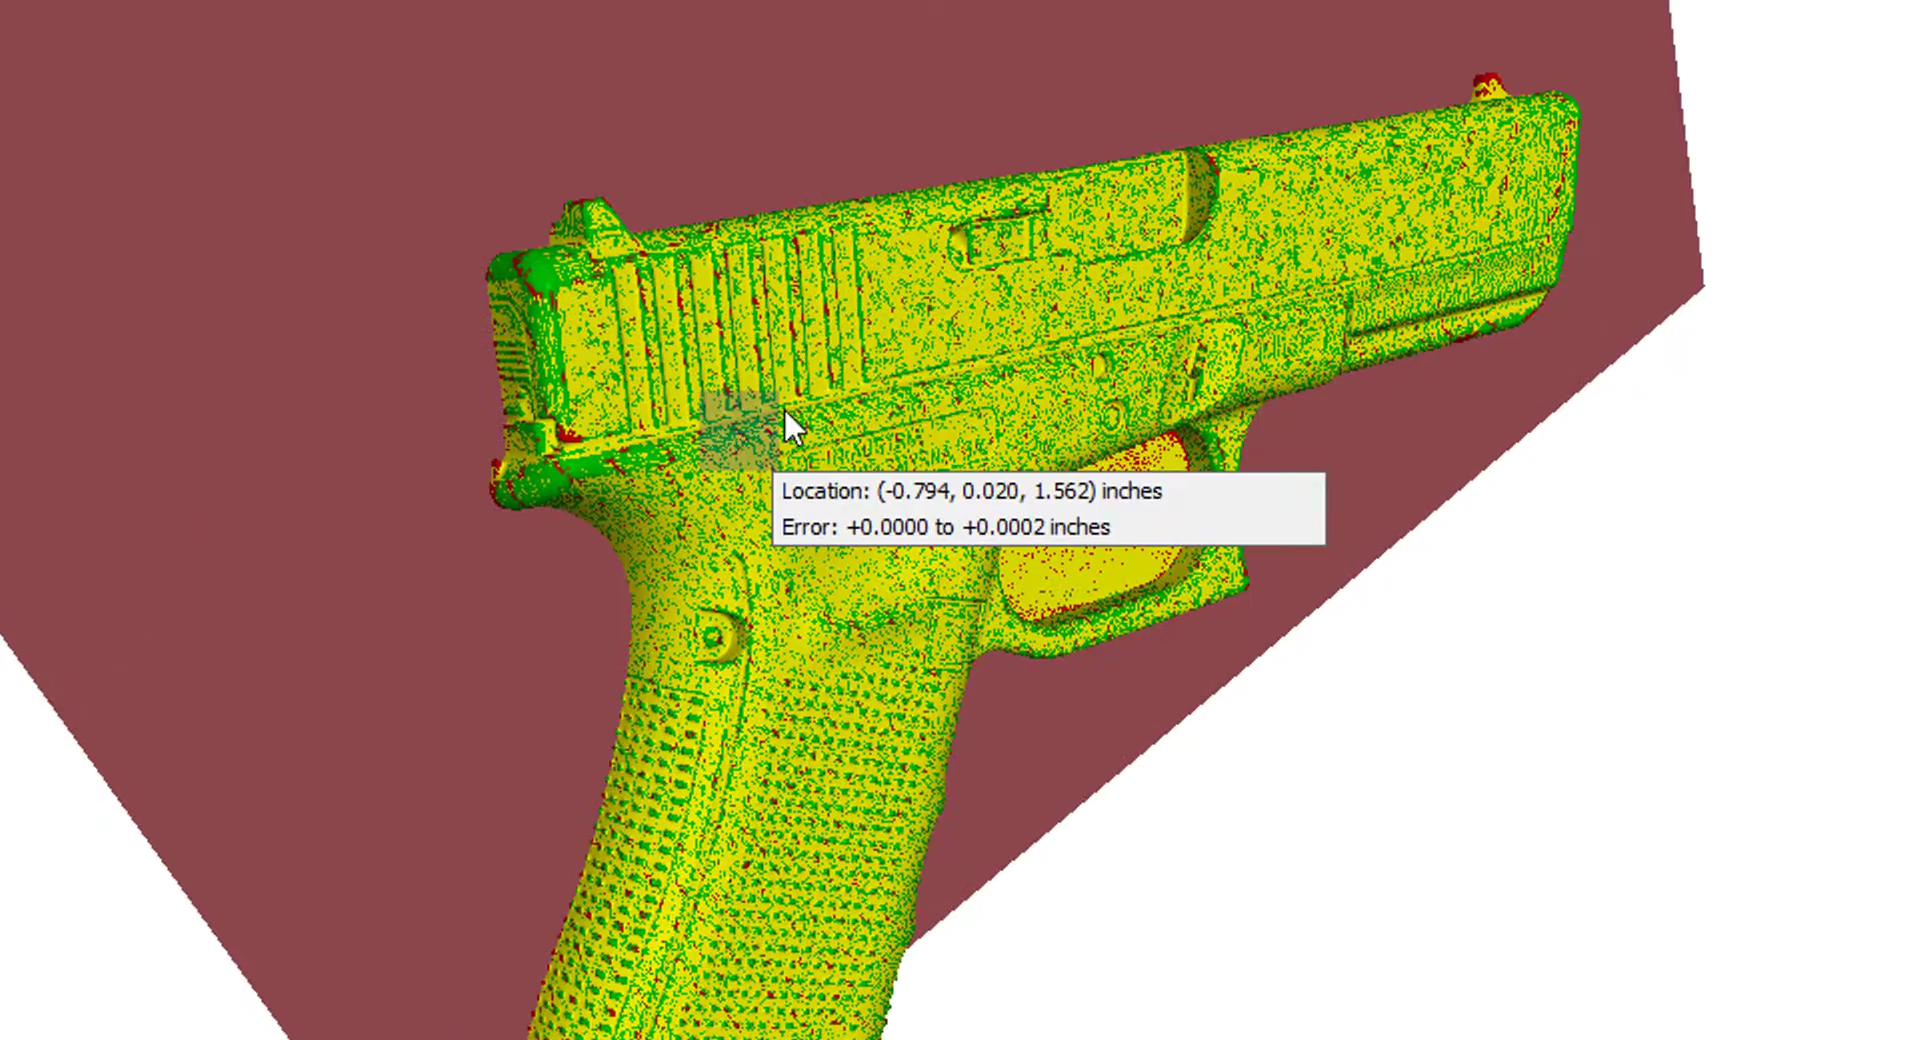 Location: (-0.794, 0.020, 1.562) inches
Error: +0.0000 to +0.0002 inches